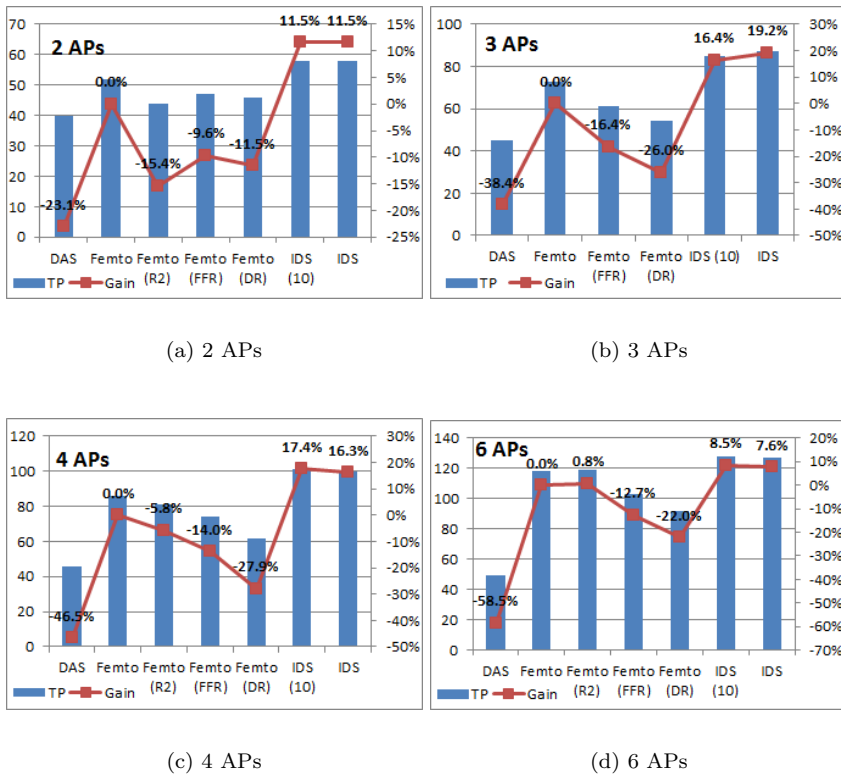 70
60
50
40
30
20
10
0
2 APs
-23.1%
0.0%
-15.4%
-9.6%
-11.5%
11.5%
11.5%
15%
10%
5%
0%
-5%
-10%
-15%
-20%
-25%
DAS
Femto
Femto (R2)
Femto (FFR)
Femto (DR)
IDS (10)
IDS
TP
Gain
100
80
60
40
20
0
3 APs
-38.4%
0.0%
-16.4%
-26.0%
16.4%
19.2%
30%
20%
10%
0%
-10%
-20%
-30%
-40%
-50%
DAS
Femto
Femto (FFR)
Femto (DR)
IDS (10)
IDS
TP
Gain
(a) 2 APs
(b) 3 APs
120
100
80
60
40
20
0
4 APs
-46.5%
0.0%
-5.8%
-14.0%
-27.9%
17.4%
16.3%
30%
20%
10%
0%
-10%
-20%
-30%
-40%
-50%
DAS
Femto
Femto (R2)
Femto (FFR)
Femto (DR)
IDS (10)
IDS
TP
Gain
140
120
100
80
60
40
20
0
6 APs
-58.5%
0.0%
0.8%
-12.7%
-22.0%
8.5%
7.6%
20%
10%
0%
-10%
-20%
-30%
-40%
-50%
-60%
-70%
DAS
Femto
Femto (R2)
Femto (FFR)
Femto (DR)
IDS (10)
IDS
TP
Gain
(c) 4 APs
(d) 6 APs